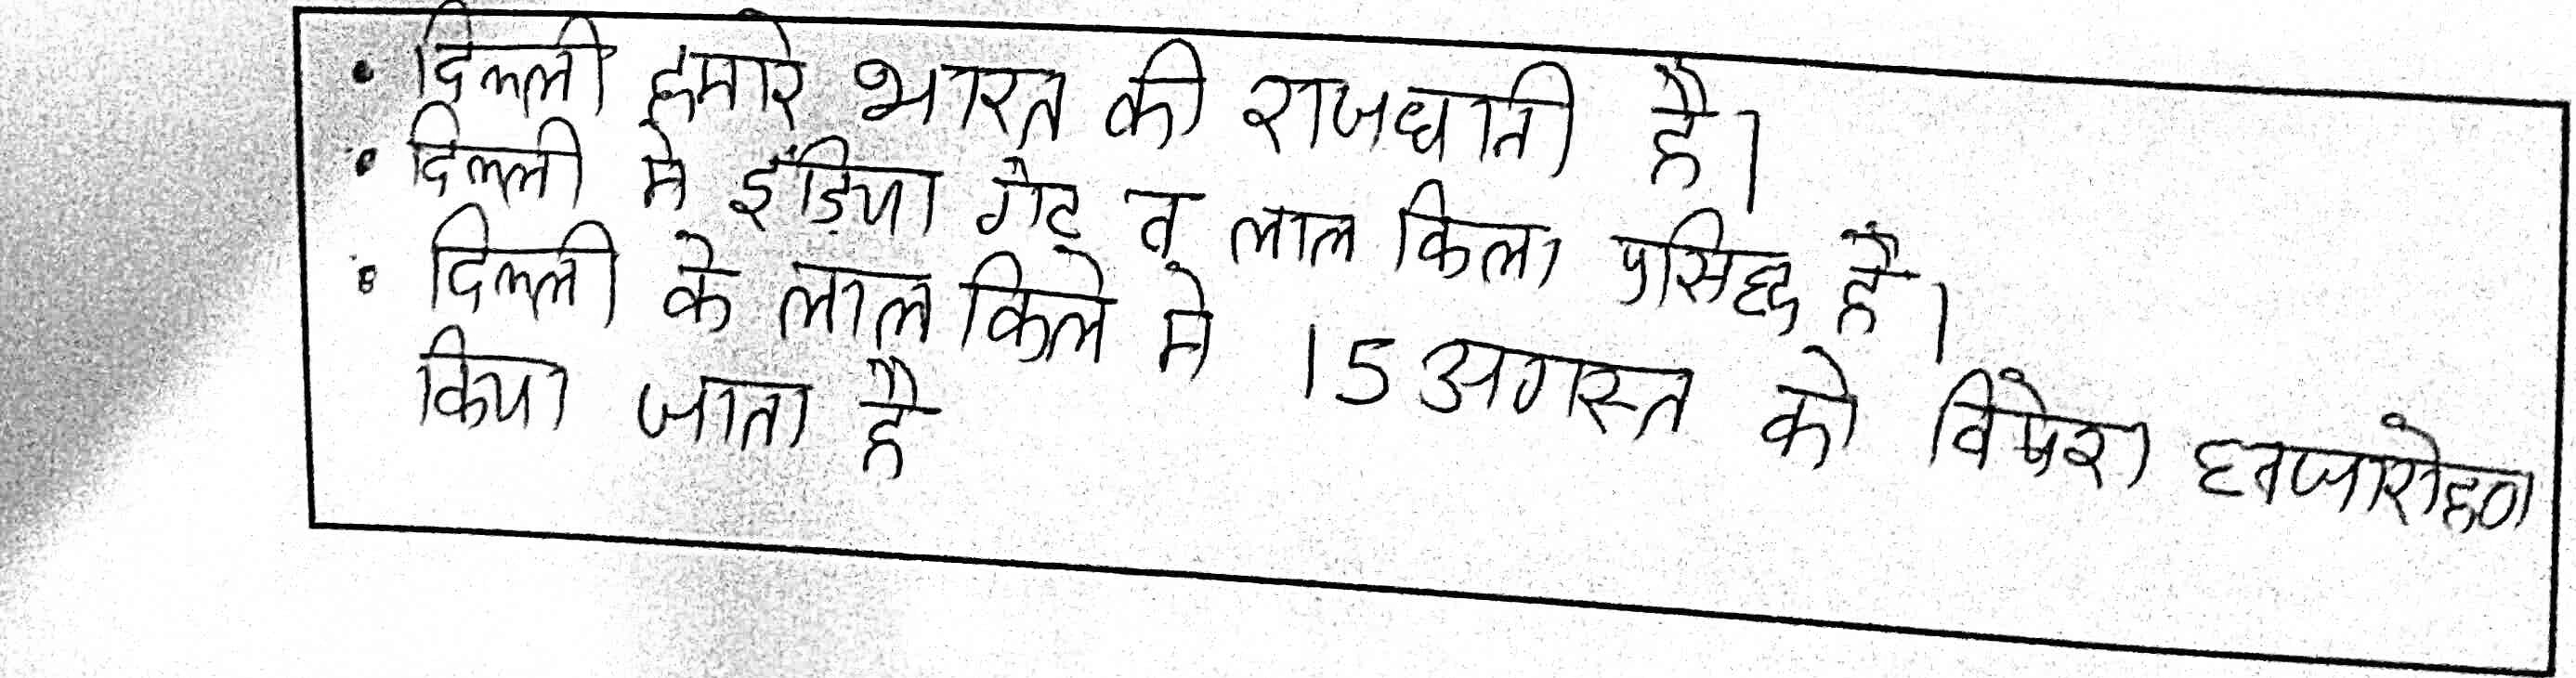 • दिल्ली हमारे भारत की राजधानी है।
• दिल्ली मे इंडिया गेट व लाल किला प्रसिद्ध है।
• दिल्ली के लाल किले मे 15 अगस्त को विषेश ध्वजारोहण
किया जाता है